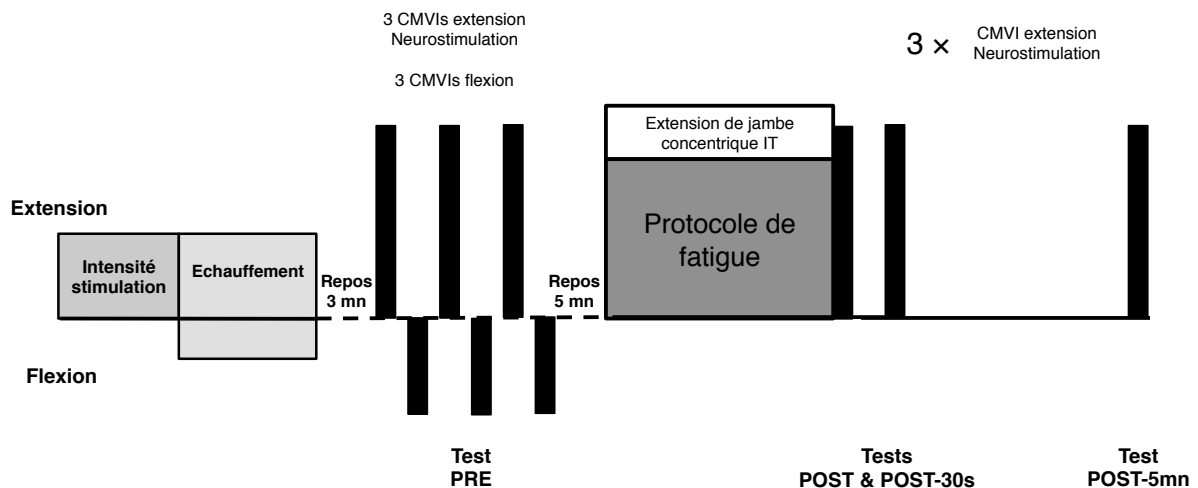 3 CMVIs extension
Neurostimulation
3 CMVIs flexion
3 ×
CMVI extension
Neurostimulation
Extension de jambe
concentrique IT
Extension
Protocole de
fatigue
Intensité
stimulation
Echauffement
Repos
3 mn
Repos
5 mn
Flexion
Test
PRE
Tests
POST & POST-30s
Test
POST-5mn